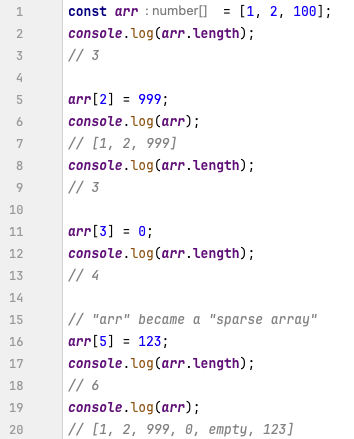 1 const arr : number[] = [1, 2, 100];
2 console.log(arr.length);
3 // 3
4
5 arr[2] = 999;
6 console.log(arr);
7 // [1, 2, 999]
8 console.log(arr.length);
9 // 3
10
11 arr[3] = 0;
12 console.log(arr.length);
13 // 4
14
15 // "arr" became a "sparse array"
16 arr[5] = 123;
17 console.log(arr.length);
18 // 6
19 console.log(arr);
20 // [1, 2, 999, 0, empty, 123]